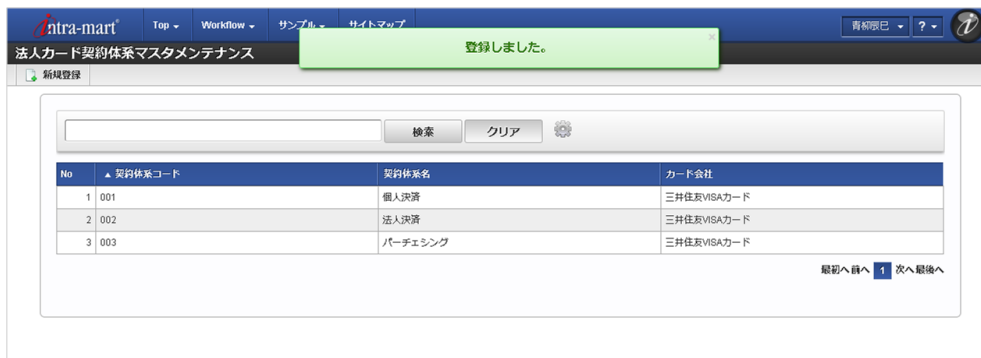 intra-mart Top Workflow サンプル サイトマップ 青柳辰巳 ?
登録しました。 ×
法人カード契約体系マスタメンテナンス
新規登録
検索 クリア
No ▲ 契約体系コード 契約体系名 カード会社
1 001 個人決済 三井住友VISAカード
2 002 法人決済 三井住友VISAカード
3 003 パーチェシング 三井住友VISAカード
最初へ 前へ 1 次へ 最後へ